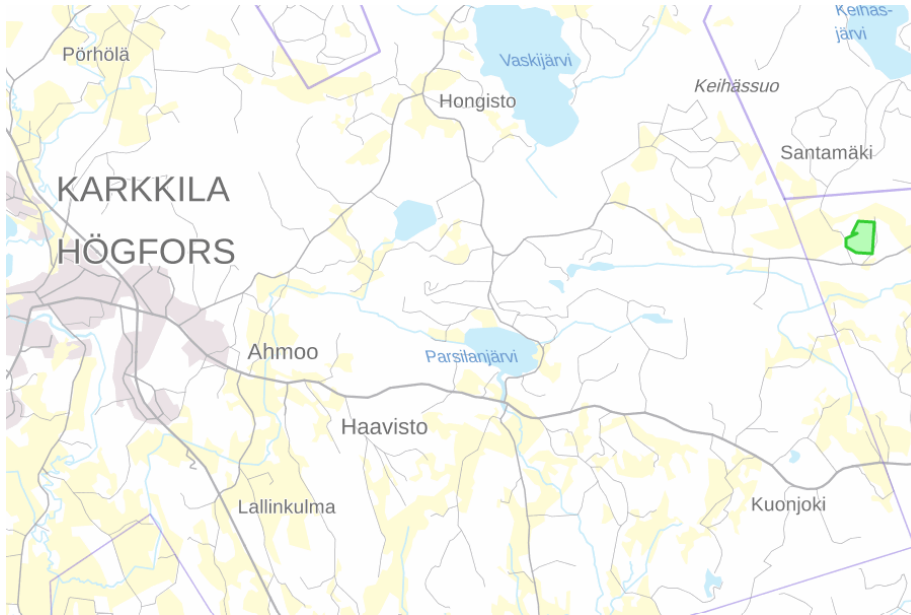 Keihäs-
järvi
Pörhölä
Vaskijärvi
Keihässuo
Hongisto
Santamäki
KARKKILA
HÖGFORS
Ahmoo
Parsilanjärvi
Haavisto
Lallinkulma
Kuonjoki